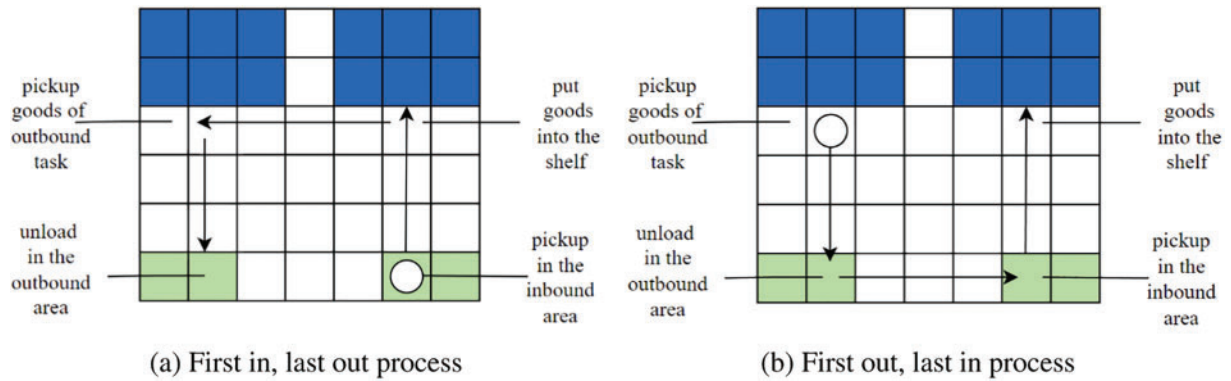 pickup
goods of
outbound
task
put
goods
into the
shelf
unload
in the
outbound
area
pickup
in the
inbound
area
(a) First in, last out process
pickup
goods of
outbound
task
put
goods
into the
shelf
unload
in the
outbound
area
pickup
in the
inbound
area
(b) First out, last in process